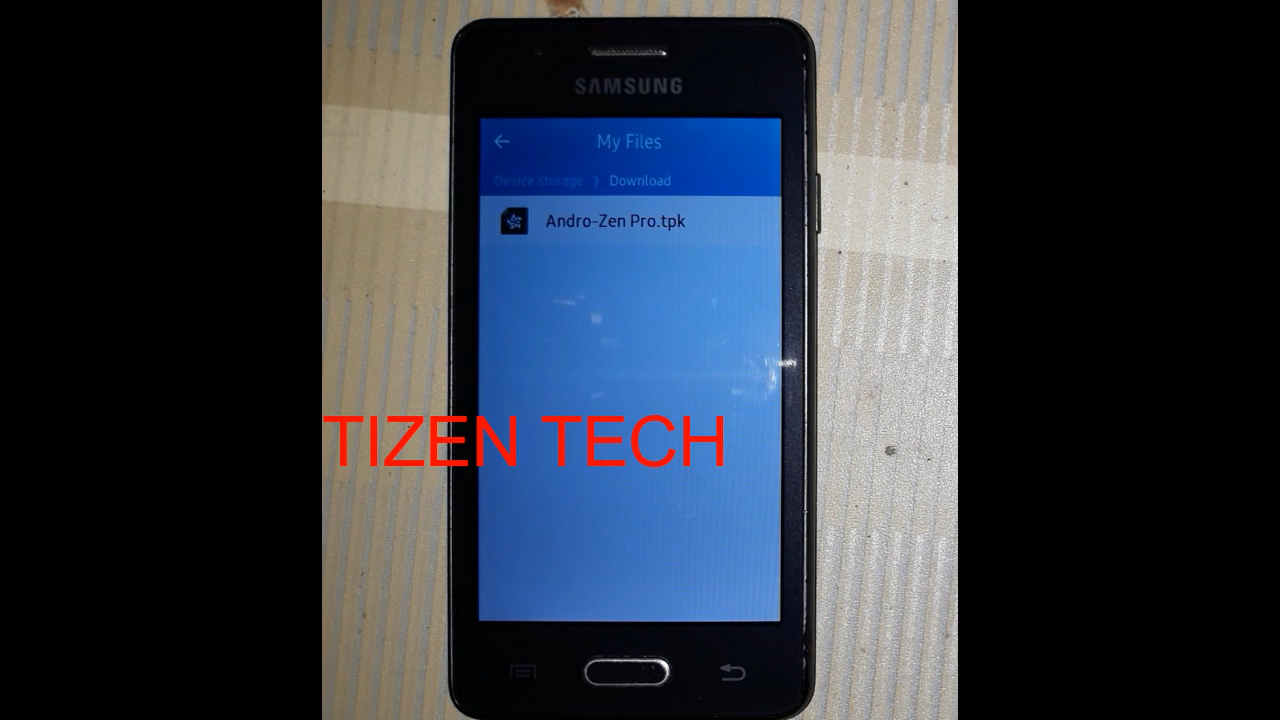 SAMSUNG
My Files
Device storage > Download
Andro-Zen Pro.tpk
TIZEN TECH